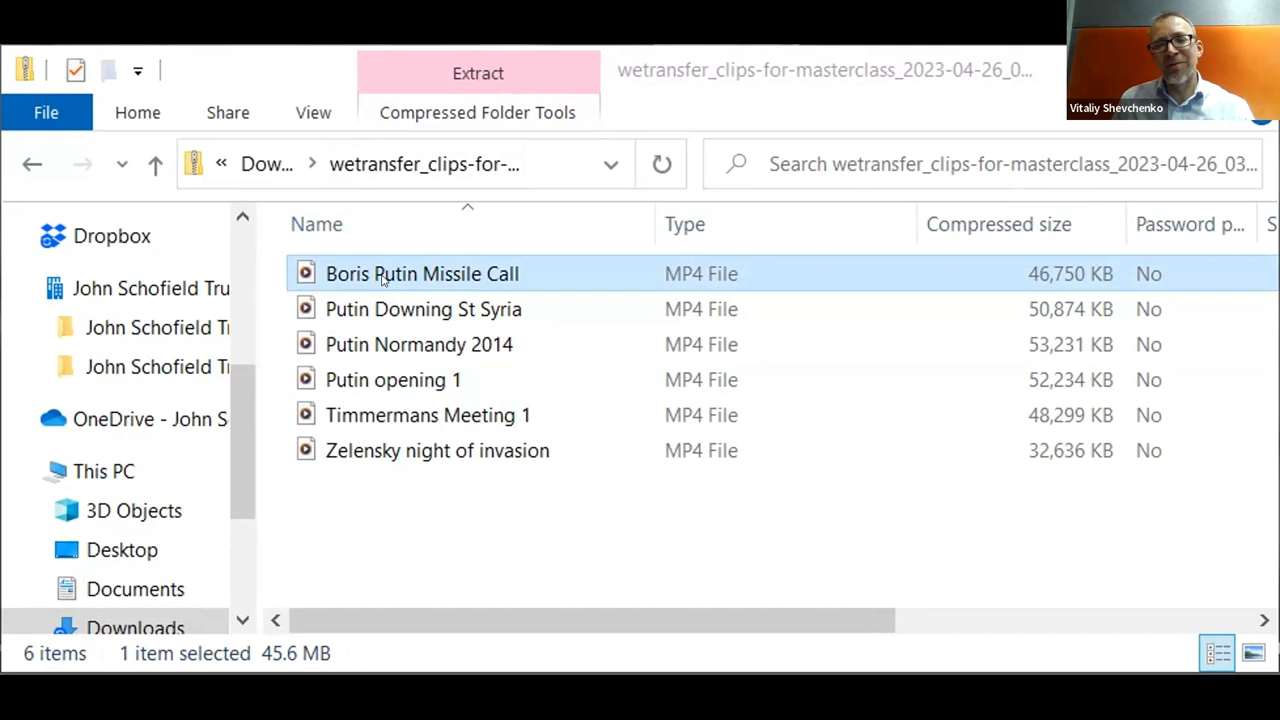 Extract
wetransfer_clips-for-masterclass_2023-04-26_0...
File
Home
Share
View
Compressed Folder Tools
Vitaliy Shevchenko
« Dow... > wetransfer_clips-for-...
Search wetransfer_clips-for-masterclass_2023-04-26_03...
Name
Type
Compressed size
Password p...
S
Dropbox
John Schofield Tru
John Schofield Tr
John Schofield Tr
OneDrive - John S
This PC
3D Objects
Desktop
Documents
Downloads
Boris Putin Missile Call MP4 File 46,750 KB No
Putin Downing St Syria MP4 File 50,874 KB No
Putin Normandy 2014 MP4 File 53,231 KB No
Putin opening 1 MP4 File 52,234 KB No
Timmermans Meeting 1 MP4 File 48,299 KB No
Zelensky night of invasion MP4 File 32,636 KB No
6 items 1 item selected 45.6 MB